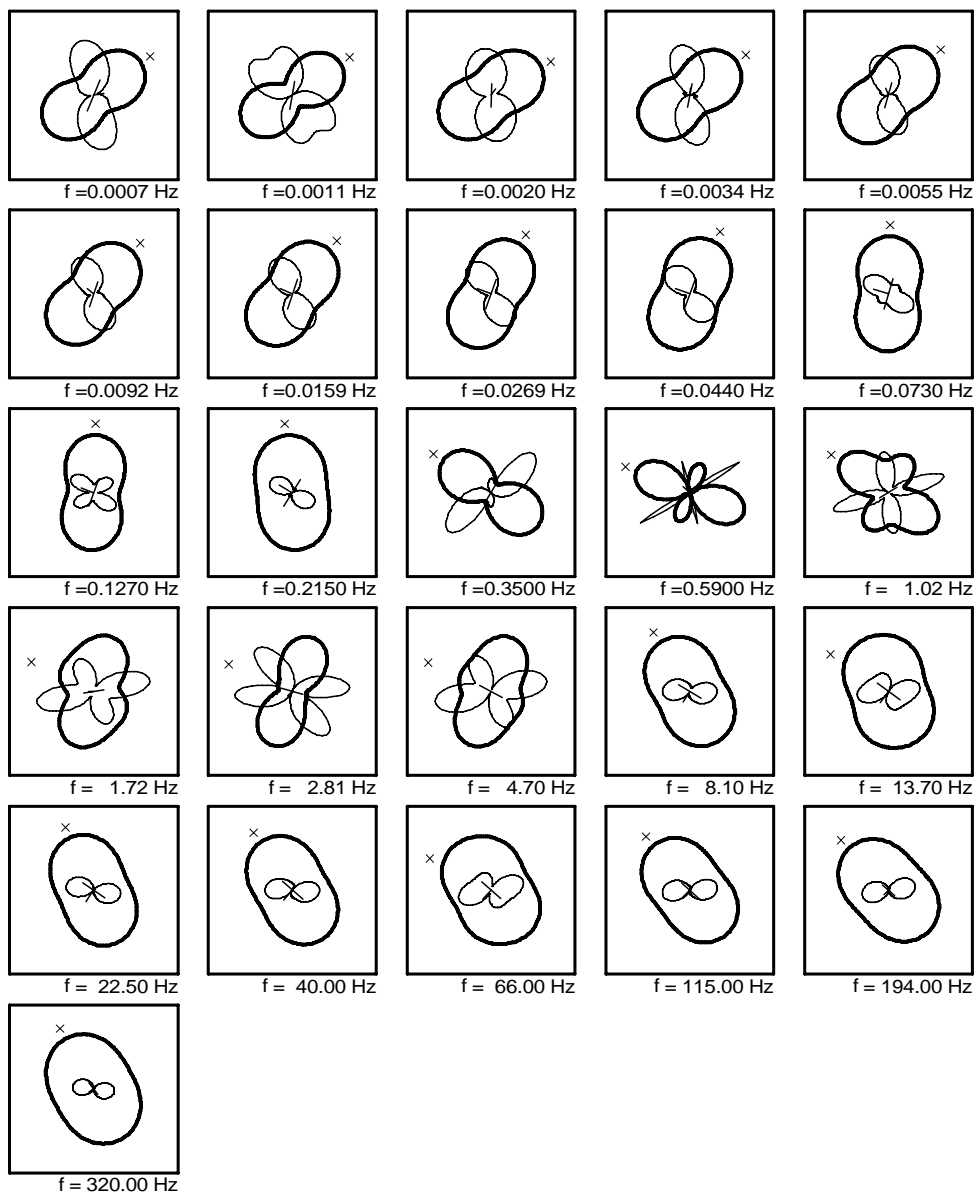 f =0.0007 Hz
f =0.0011 Hz
f =0.0020 Hz
f =0.0034 Hz
f =0.0055 Hz
f =0.0092 Hz
f =0.0159 Hz
f =0.0269 Hz
f =0.0440 Hz
f =0.0730 Hz
f =0.1270 Hz
f =0.2150 Hz
f =0.3500 Hz
f =0.5900 Hz
f = 1.02 Hz
f = 1.72 Hz
f = 2.81 Hz
f = 4.70 Hz
f = 8.10 Hz
f = 13.70 Hz
f = 22.50 Hz
f = 40.00 Hz
f = 66.00 Hz
f = 115.00 Hz
f = 194.00 Hz
f = 320.00 Hz